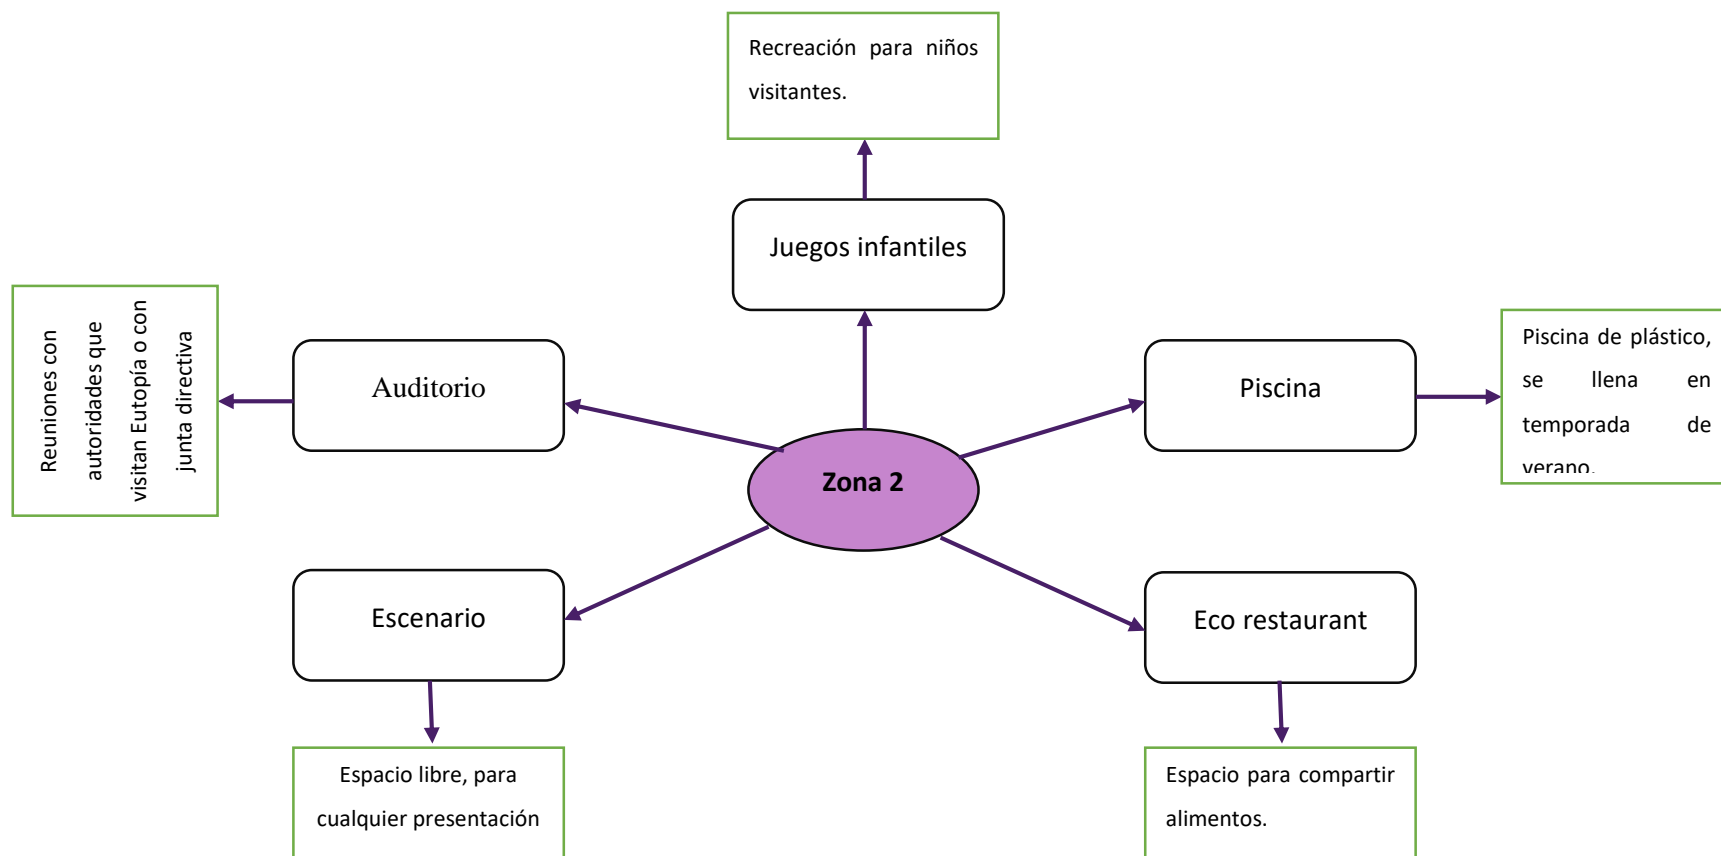 Recreación para niños
visitantes.
Juegos infantiles
Reuniones con
autoridades que
visitan Eutopía o con
junta directiva
Auditorio
Piscina
Piscina de plástico,
se llena en
temporada de
verano.
Zona 2
Escenario
Eco restaurant
Espacio libre, para
cualquier presentación
Espacio para compartir
alimentos.